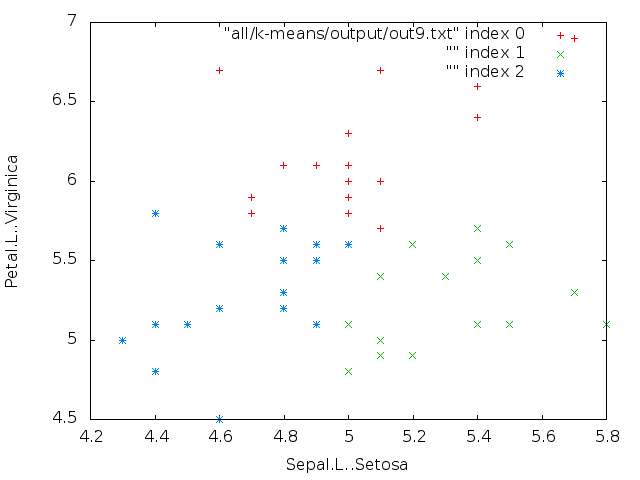 "all/k-means/output/out9.txt" index 0
"" index 1
"" index 2
7
6.5
6
5.5
5
4.5
4.2 4.4 4.6 4.8 5 5.2 5.4 5.6 5.8
Petal.L..Virginica
Sepal.L..Setosa